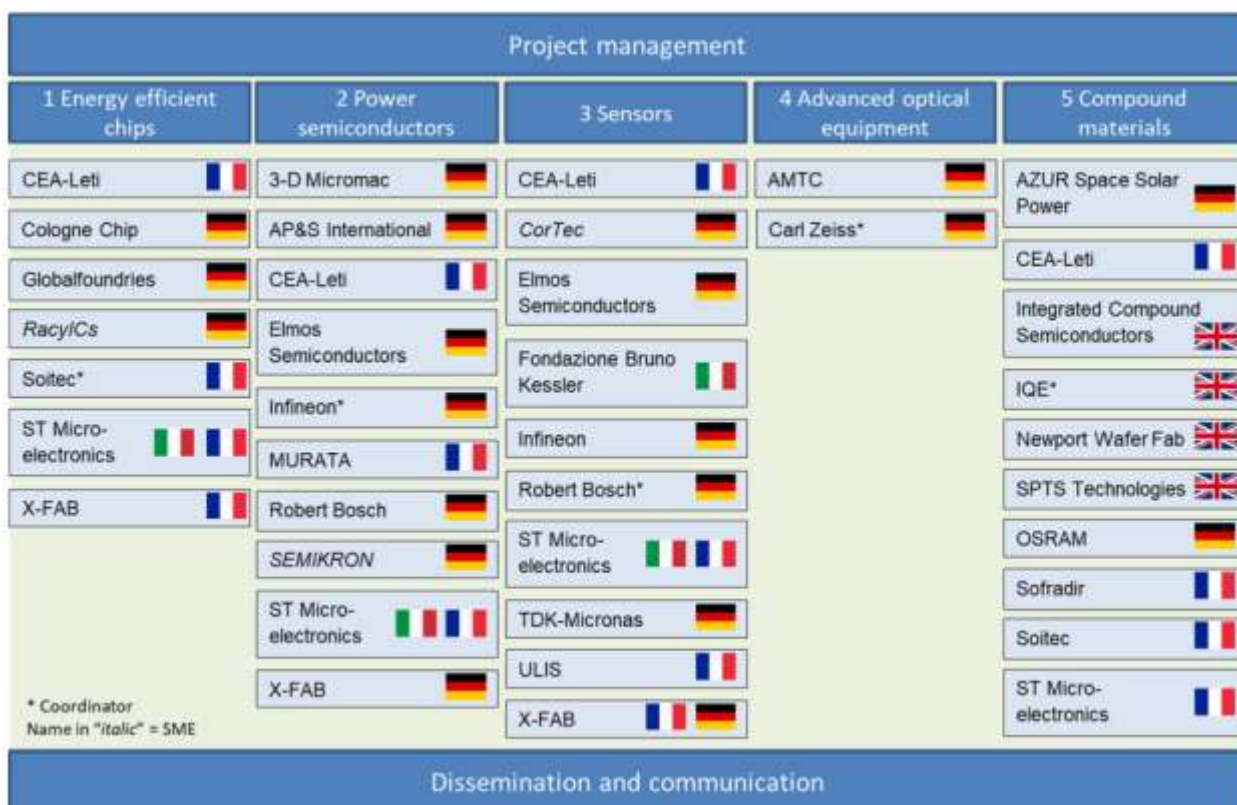 Project management
1 Energy efficient
chips
CEA-Leti
Cologne Chip
Globalfoundries
RacyICs
Soitec*
ST Micro-
electronics
X-FAB
* Coordinator
Name in "italic" = SME
2 Power
semiconductors
3-D Micromac
AP&S International
CEA-Leti
Elmos
Semiconductors
Infineon*
MURATA
Robert Bosch
SEMIKRON
ST Micro-
electronics
X-FAB
3 Sensors
CEA-Leti
CorTec
Elmos
Semiconductors
Fondazione Bruno
Kessler
Infineon
Robert Bosch*
ST Micro-
electronics
TDK-Micronas
ULIS
X-FAB
4 Advanced optical
equipment
AMTC
Carl Zeiss*
5 Compound
materials
AZUR Space Solar
Power
CEA-Leti
Integrated Compound
Semiconductors
IQE*
Newport Wafer Fab
SPTS Technologies
OSRAM
Sofradir
Soitec
ST Micro-
electronics
Dissemination and communication